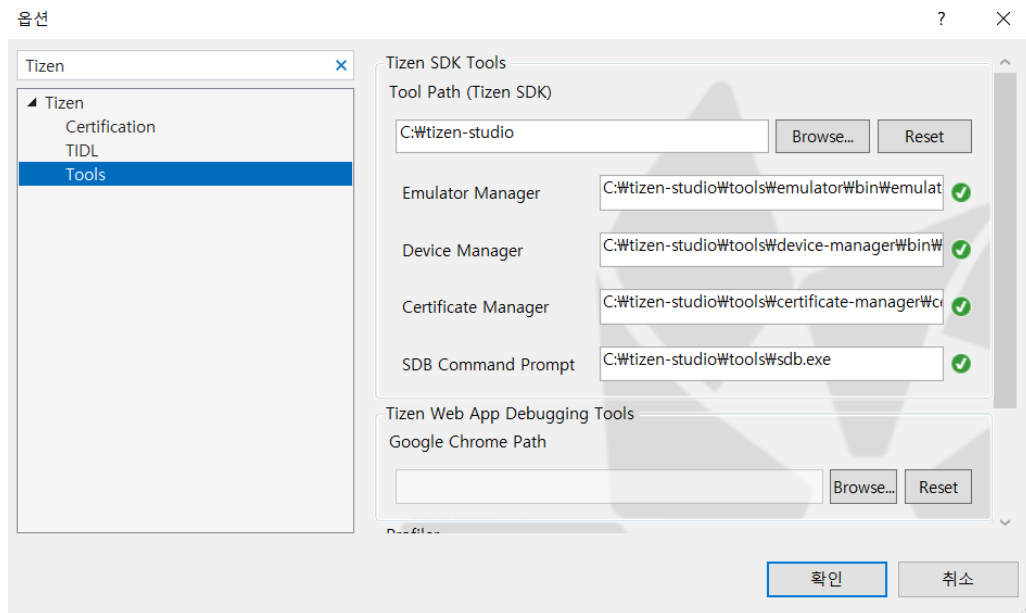 옵션
?
Tizen
Tizen
Certification
TIDL
Tools
Tizen SDK Tools
Tool Path (Tizen SDK)
C:₩tizen-studio
Browse...
Reset
Emulator Manager
C:₩tizen-studio₩tools₩emulator₩bin₩emulat
Device Manager
C:₩tizen-studio₩tools₩device-manager₩bin₩
Certificate Manager
C:₩tizen-studio₩tools₩certificate-manager₩ce
SDB Command Prompt
C:₩tizen-studio₩tools₩sdb.exe
Tizen Web App Debugging Tools
Google Chrome Path
Browse...
Reset
Profiler
확인
취소